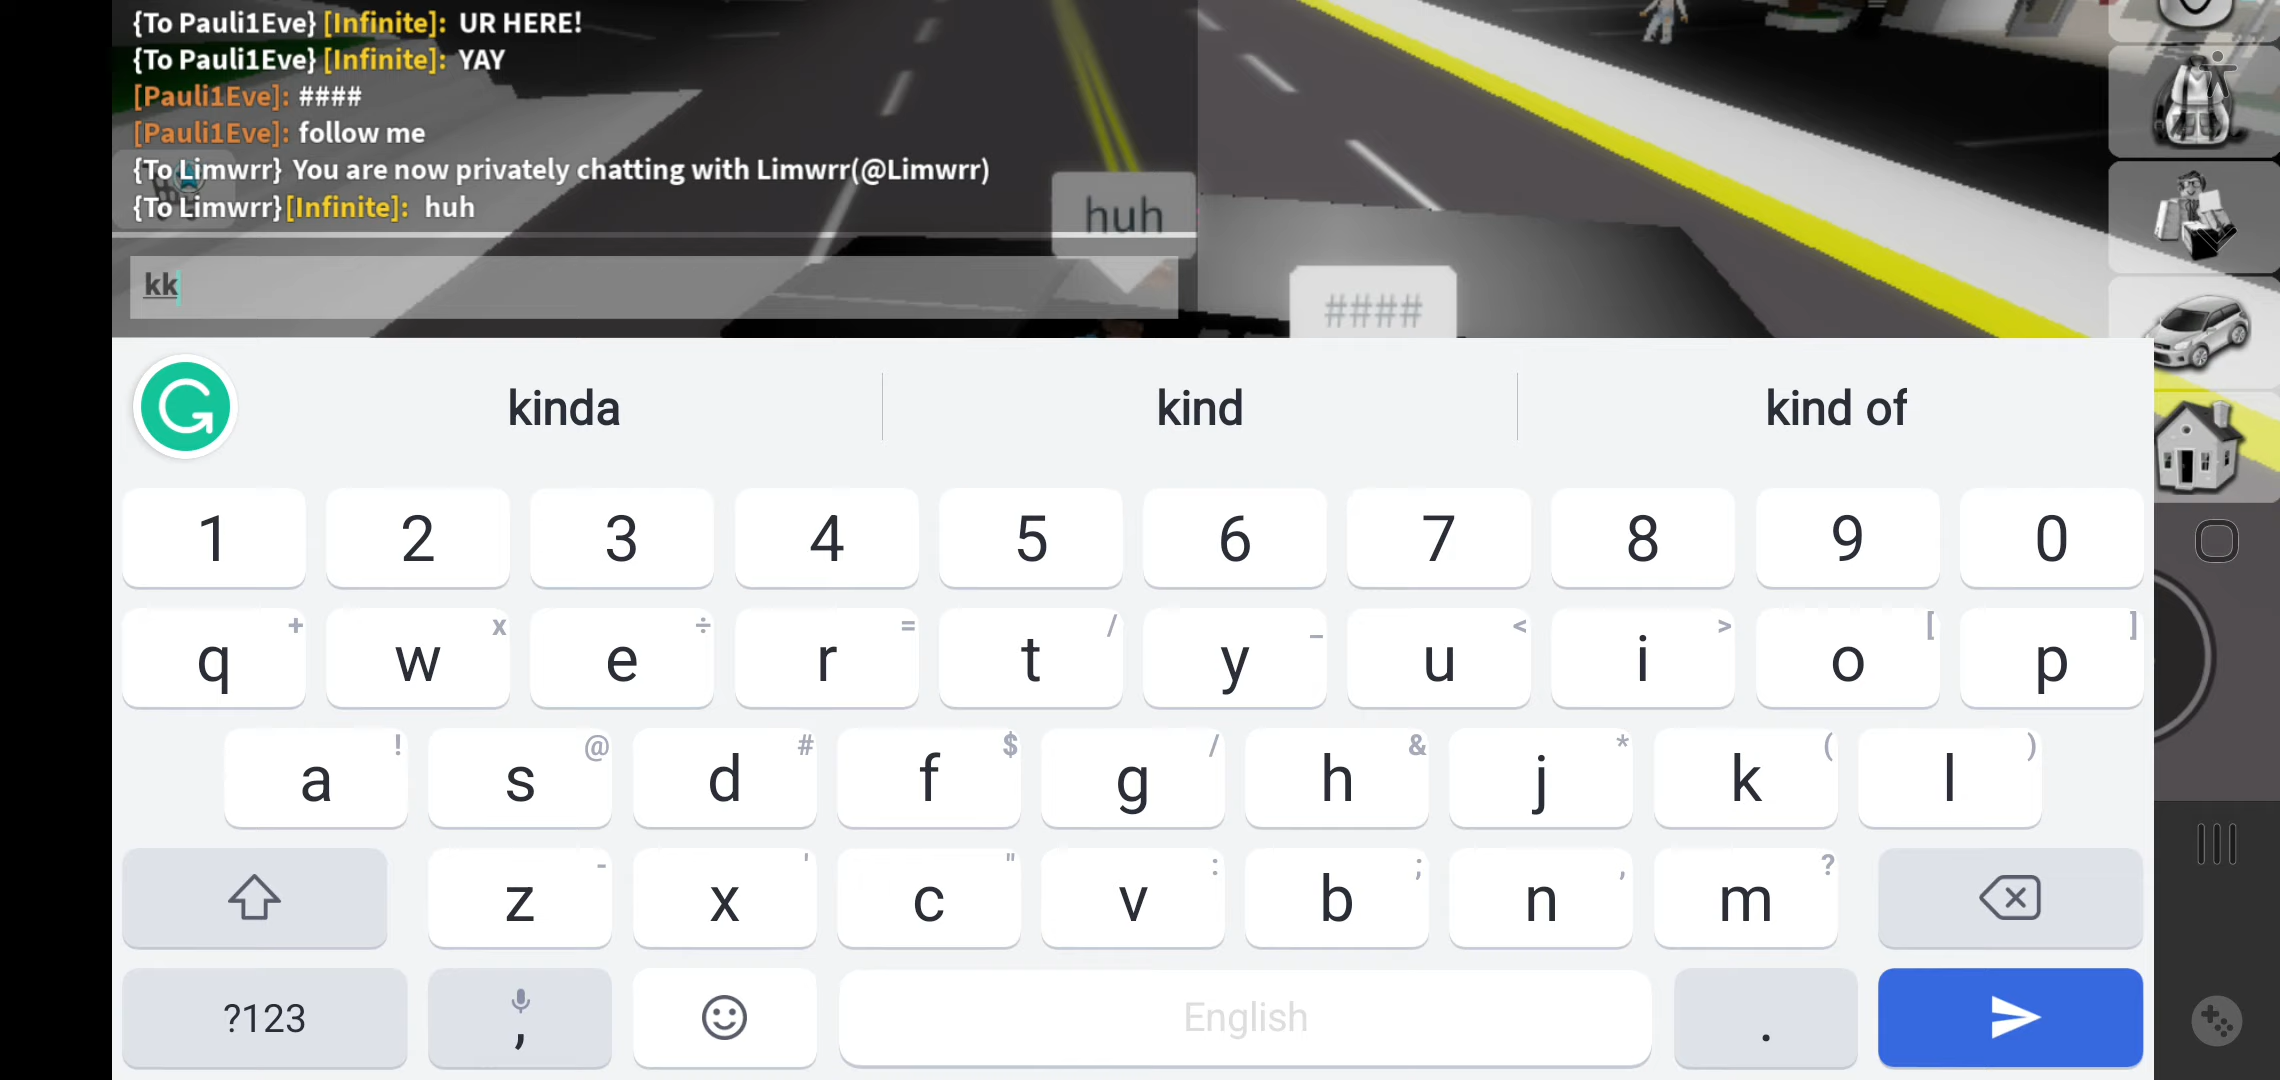 {To Pauli1Eve} [Infinite]: UR HERE!
{To Pauli1Eve} [Infinite]: YAY
[Pauli1Eve]: ####
[Pauli1Eve]: follow me
{To Limwrr} You are now privately chatting with Limwrr(@Limwrr)
{To Limwrr} [Infinite]: huh
huh
kk
####
kinda kind kind of
1 2 3 4 5 6 7 8 9 0
+ x ÷ = / _ < > [ ]
q w e r t y u i o p
! @ # $ / & * ( )
a s d f g h j k l
- ' " : ; , ?
z x c v b n m
?123 , English .